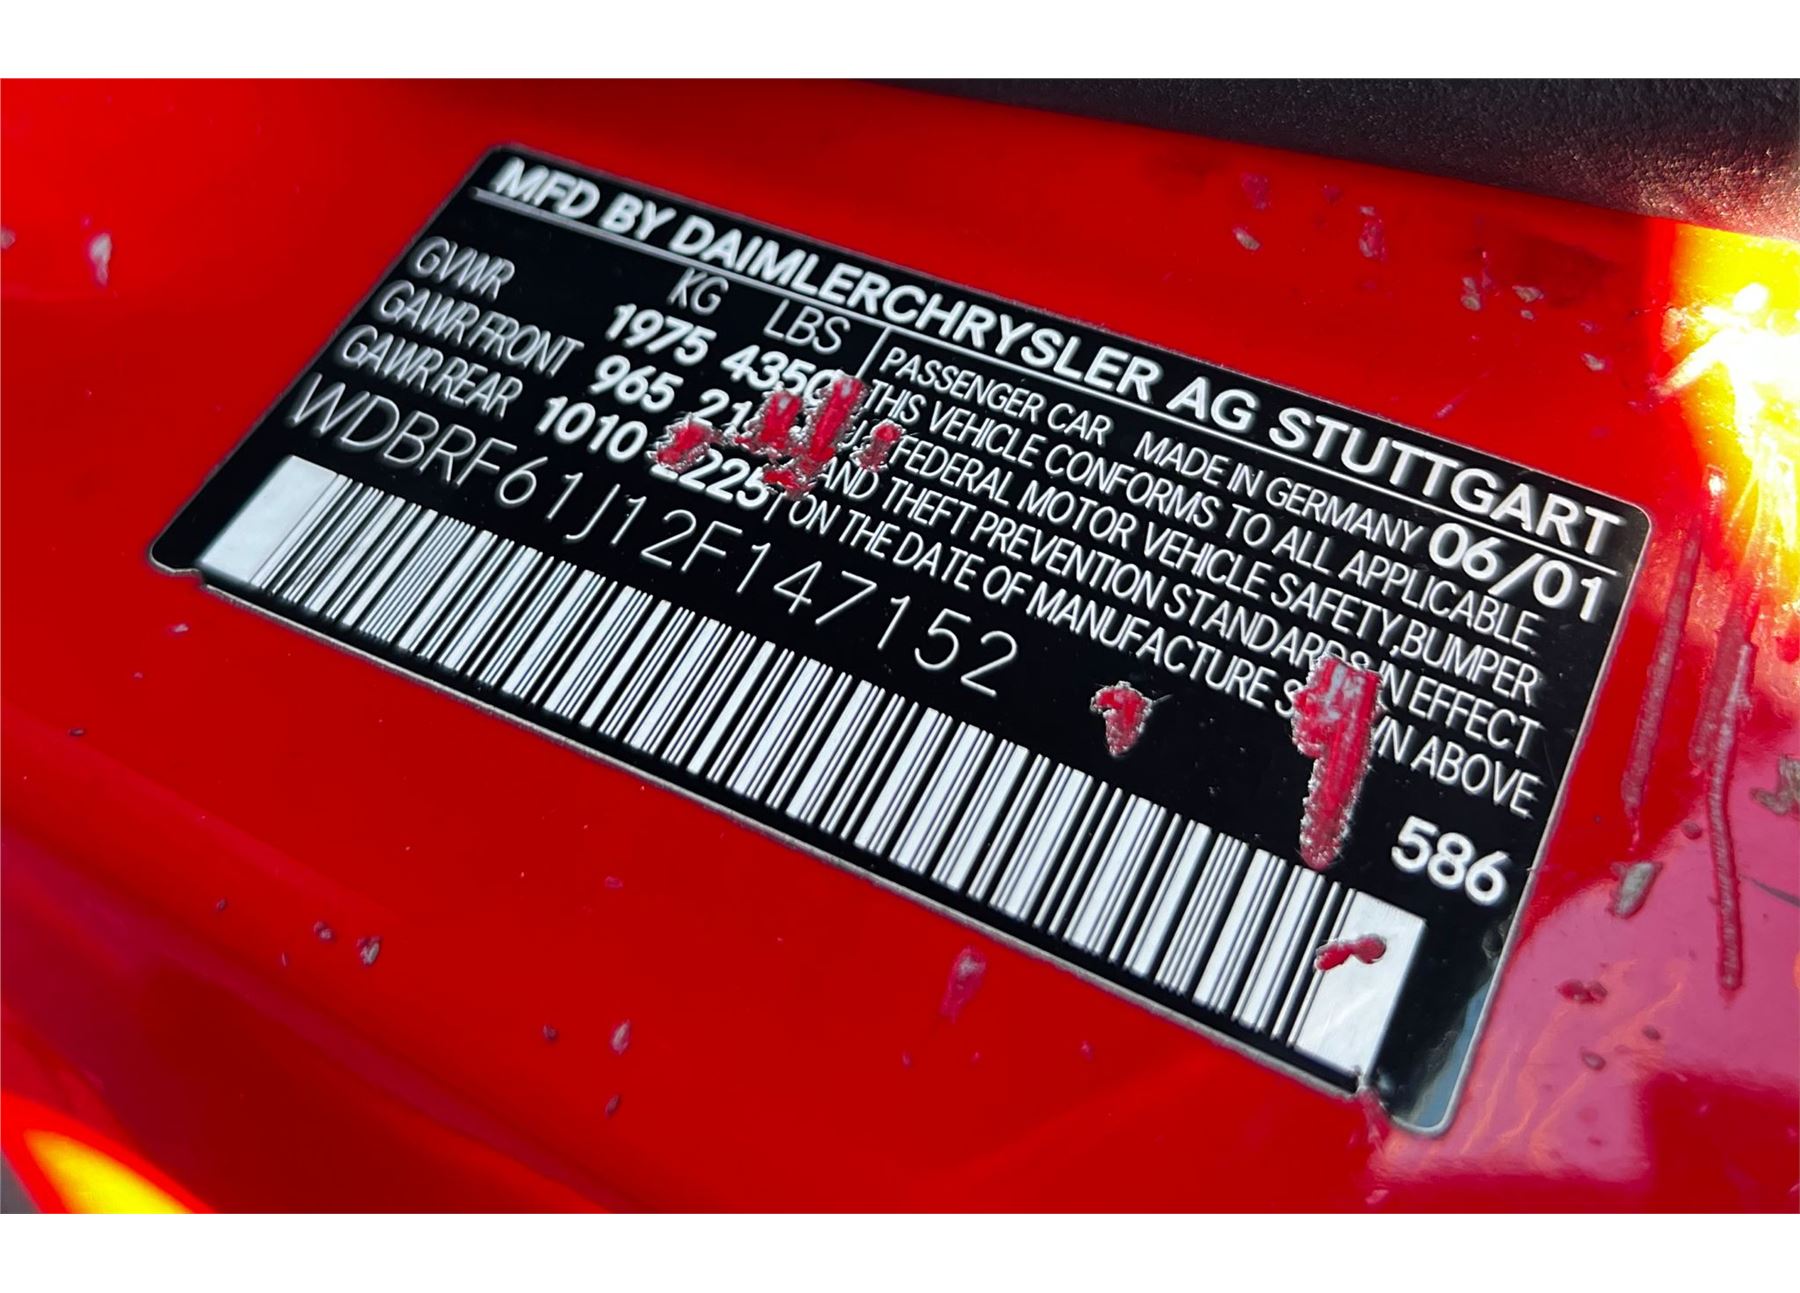 MFD BY DAIMLERCHRYSLER AG STUTTGART
KG LBS
GVWR 1975 4350
GAWR FRONT 965
GAWR REAR 1010 2225
PASSENGER CAR MADE IN GERMANY 06/01
THIS VEHICLE CONFORMS TO ALL APPLICABLE
FEDERAL MOTOR VEHICLE SAFETY,BUMPER
AND THEFT PREVENTION STANDARDS IN EFFECT
ON THE DATE OF MANUFACTURE SHOWN ABOVE
WDBRF61J12F147152
586